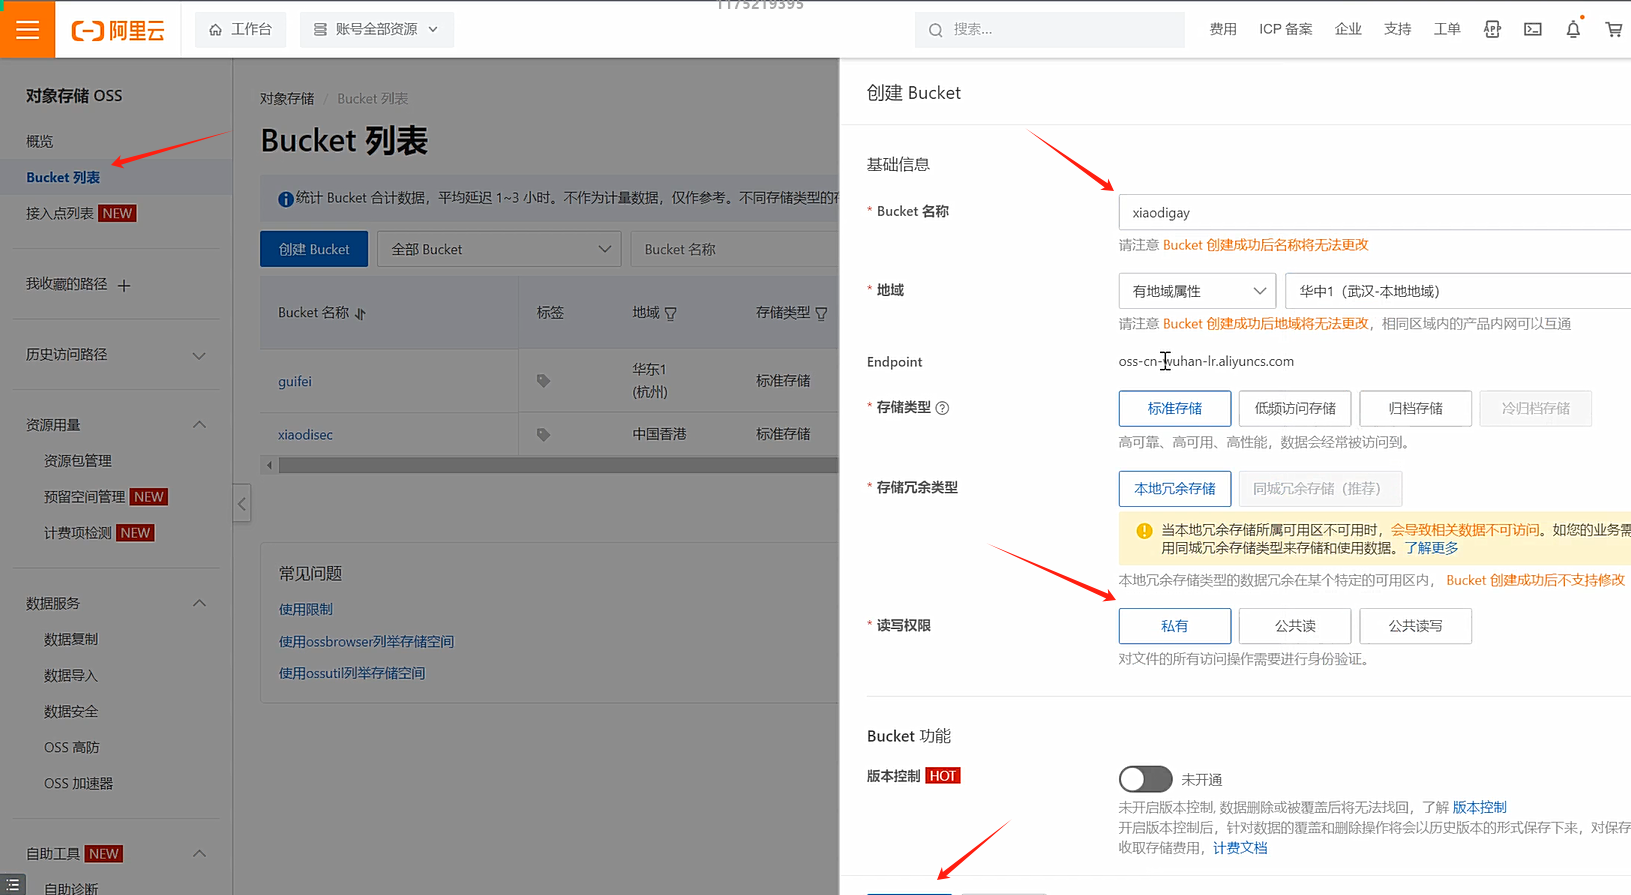 1175219395
阿里云
工作台
账号全部资源
搜索...
费用
ICP 备案
企业
支持
工单
对象存储 OSS
概览
Bucket 列表
接入点列表 NEW
我收藏的路径
历史访问路径
资源用量
资源包管理
预留空间管理 NEW
计费项检测 NEW
数据服务
数据复制
数据导入
数据安全
OSS 高防
OSS 加速器
自助工具 NEW
自助诊断
对象存储 / Bucket 列表
Bucket 列表
统计 Bucket 合计数据，平均延迟 1~3 小时。不作为计量数据，仅作参考。不同存储类型的
创建 Bucket
全部 Bucket
Bucket 名称
Bucket 名称
标签
地域
存储类型
guifei
华东1
(杭州)
标准存储
xiaodisec
中国香港
标准存储
常见问题
使用限制
使用ossbrowser列举存储空间
使用ossutil列举存储空间
创建 Bucket
基础信息
* Bucket 名称
xiaodigay
请注意 Bucket 创建成功后名称将无法更改
* 地域
有地域属性
华中1（武汉-本地地域）
请注意 Bucket 创建成功后地域将无法更改，相同区域内的产品内网可以互通
Endpoint
oss-cn-wuhan-lr.aliyuncs.com
* 存储类型
标准存储
低频访问存储
归档存储
冷归档存储
高可靠、高可用、高性能，数据会经常被访问到。
* 存储冗余类型
本地冗余存储
同城冗余存储（推荐）
当本地冗余存储所属可用区不可用时，会导致相关数据不可访问。如您的业务需
用同城冗余存储类型来存储和使用数据。了解更多
本地冗余存储类型的数据冗余在某个特定的可用区内， Bucket 创建成功后不支持修改
* 读写权限
私有
公共读
公共读写
对文件的所有访问操作需要进行身份验证。
Bucket 功能
版本控制 HOT
未开通
未开启版本控制, 数据删除或被覆盖后将无法找回，了解 版本控制
开启版本控制后，针对数据的覆盖和删除操作将会以历史版本的形式保存下来，对保存
收取存储费用，计费文档